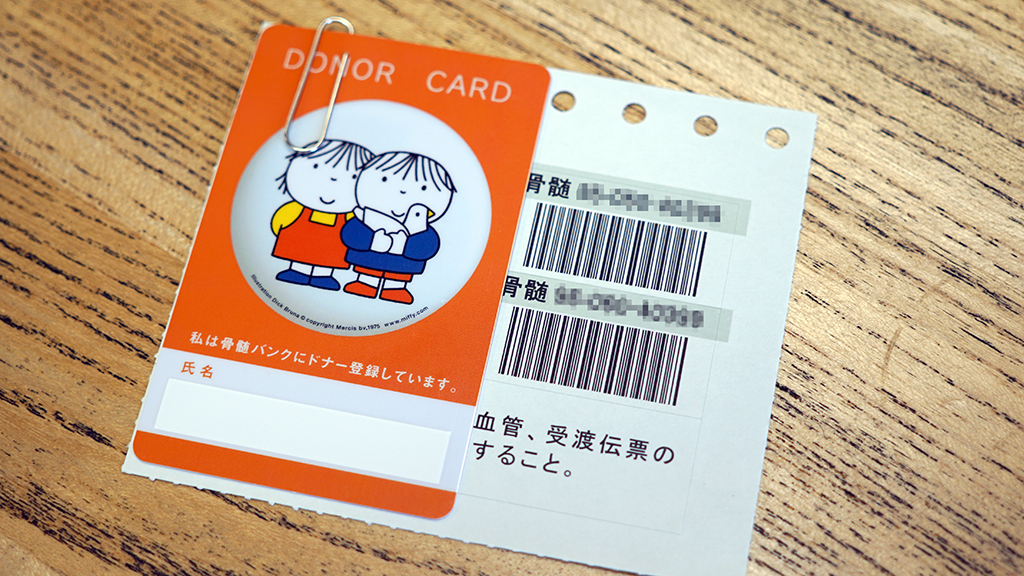 DONOR CARD
Illustration Dick Bruna © copyright Mercis bv,1975 www.miffy.com
私は骨髄バンクにドナー登録しています。
氏名
骨髄
骨髄
血管、受渡伝票の
すること。